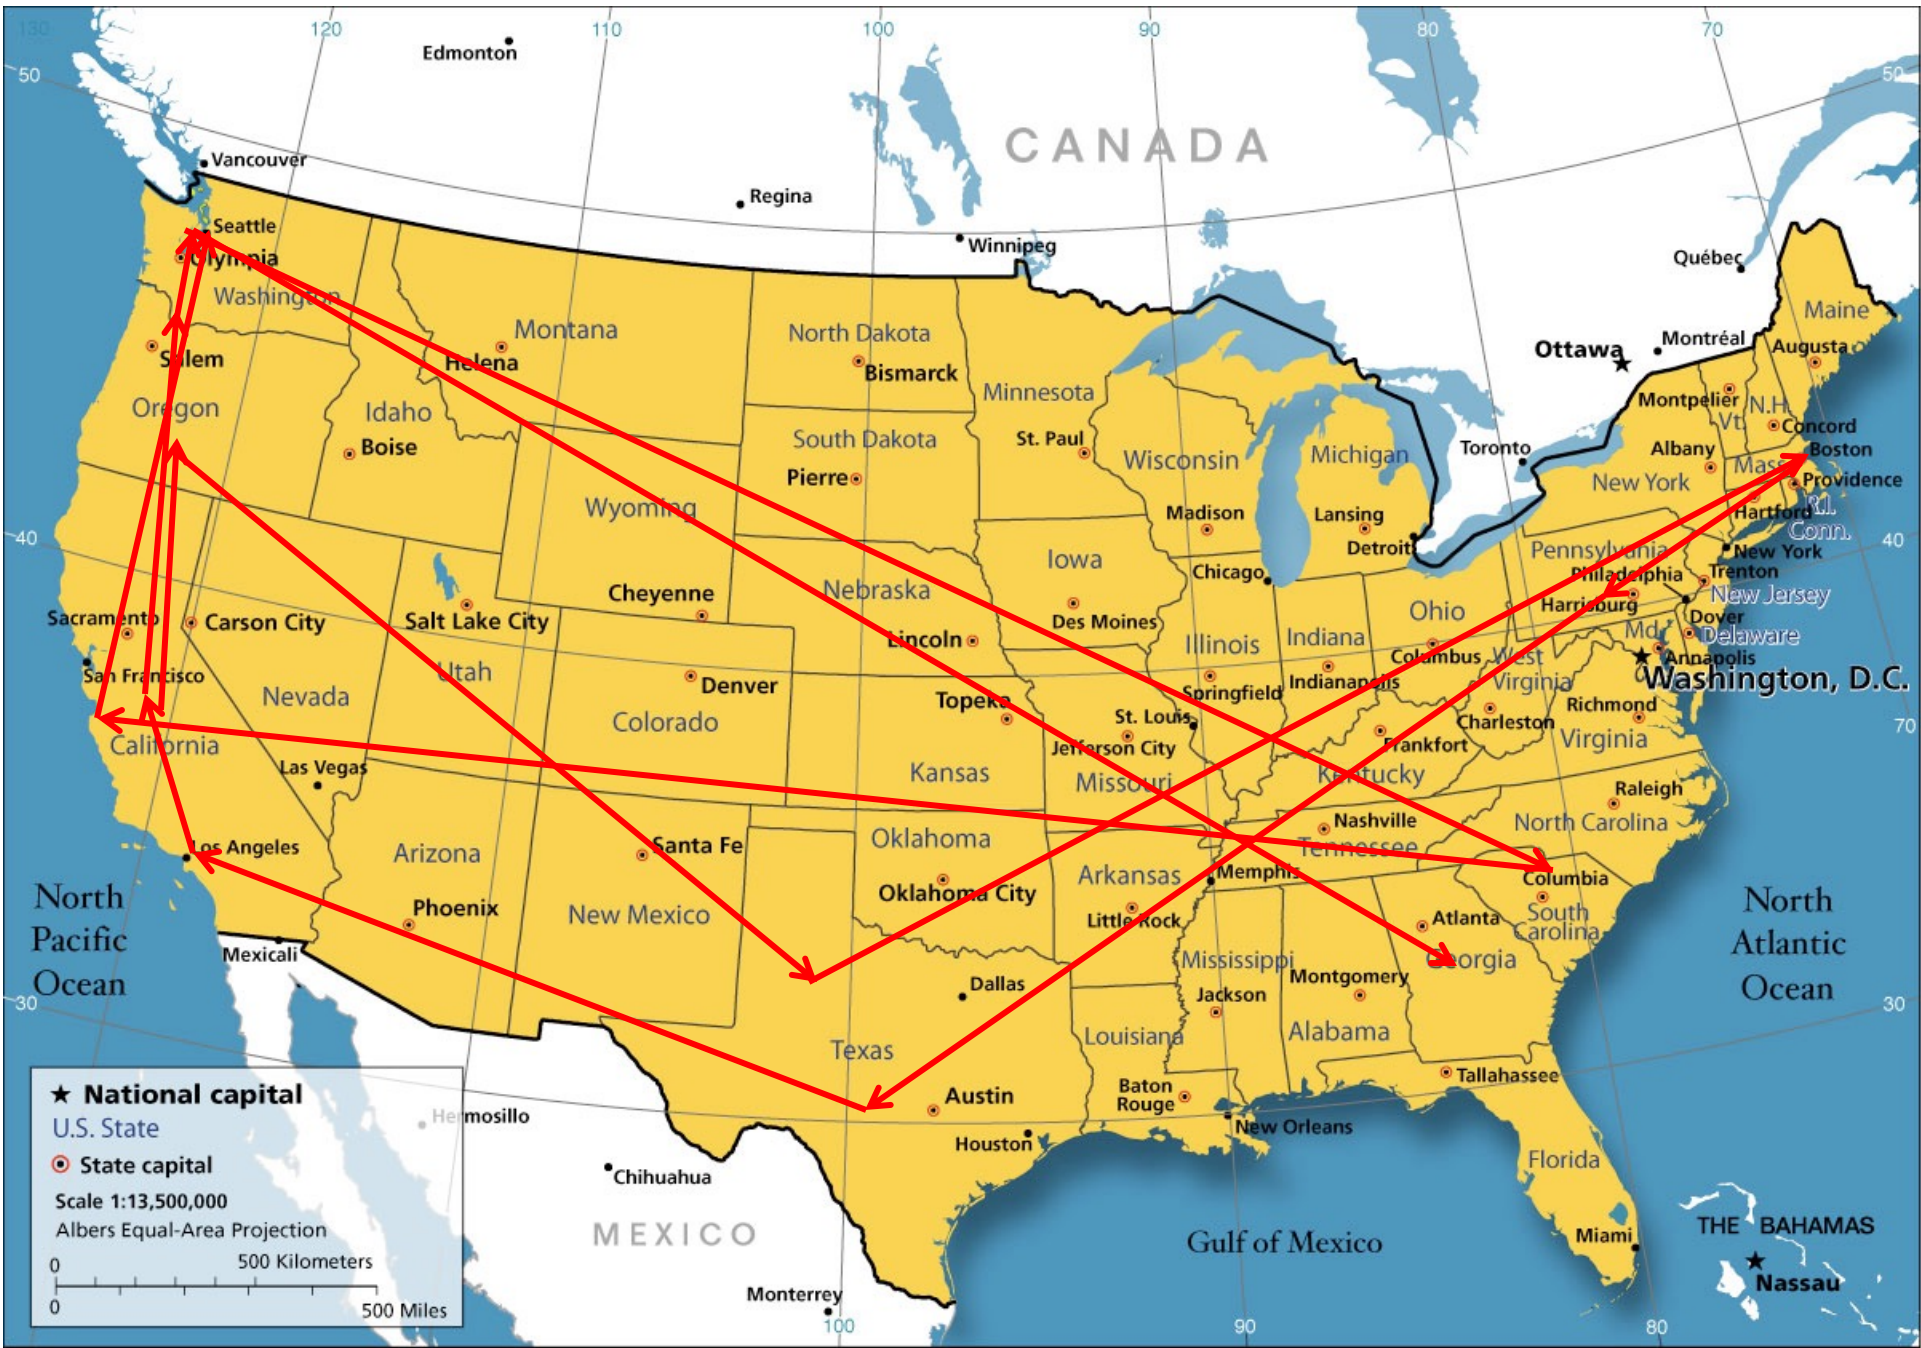 130
120
110
100
90
80
70
50
50
Edmonton
CANADA
Vancouver
Regina
Winnipeg
Seattle
Olympia
Washington
Québec
Montana
North Dakota
Maine
Ottawa
Montréal
Augusta
Salem
Helena
Bismarck
Minnesota
Montpelier
Vt.
N.H.
Oregon
Idaho
Concord
Boise
South Dakota
St. Paul
Wisconsin
Michigan
Toronto
Albany
Boston
Mass
Pierre
New York
Providence
Wyoming
Madison
Lansing
Hartford
R.I.
Conn.
40
Detroit
Pennsylvania
New York
40
Iowa
Chicago
Philadelphia
Trenton
Cheyenne
Nebraska
Harrisburg
New Jersey
Sacramento
Carson City
Salt Lake City
Des Moines
Ohio
Dover
Lincoln
Illinois
Indiana
Md.
Delaware
San Francisco
Utah
Columbus
West
Virginia
Annapolis
Washington, D.C.
Nevada
Denver
Springfield
Indianapolis
Topeka
Richmond
Colorado
St. Louis
Charleston
70
California
Jefferson City
Frankfort
Virginia
Las Vegas
Kansas
Missouri
Kentucky
Raleigh
Los Angeles
Arizona
Santa Fe
Oklahoma
Nashville
Tennessee
North Carolina
Arkansas
Memphis
Columbia
North
Pacific
Ocean
Phoenix
New Mexico
Oklahoma City
Little Rock
Atlanta
South
Carolina
North
Atlantic
Ocean
Mexicali
Mississippi
Georgia
30
Dallas
Montgomery
Jackson
30
Texas
Louisiana
Alabama
Austin
Baton
Rouge
Tallahassee
Houston
New Orleans
National capital
U.S. State
State capital
Scale 1:13,500,000
Albers Equal-Area Projection
0
500 Kilometers
0
500 Miles
Hermosillo
Chihuahua
Florida
MEXICO
Gulf of Mexico
Miami
THE BAHAMAS
Nassau
Monterrey
100
90
80